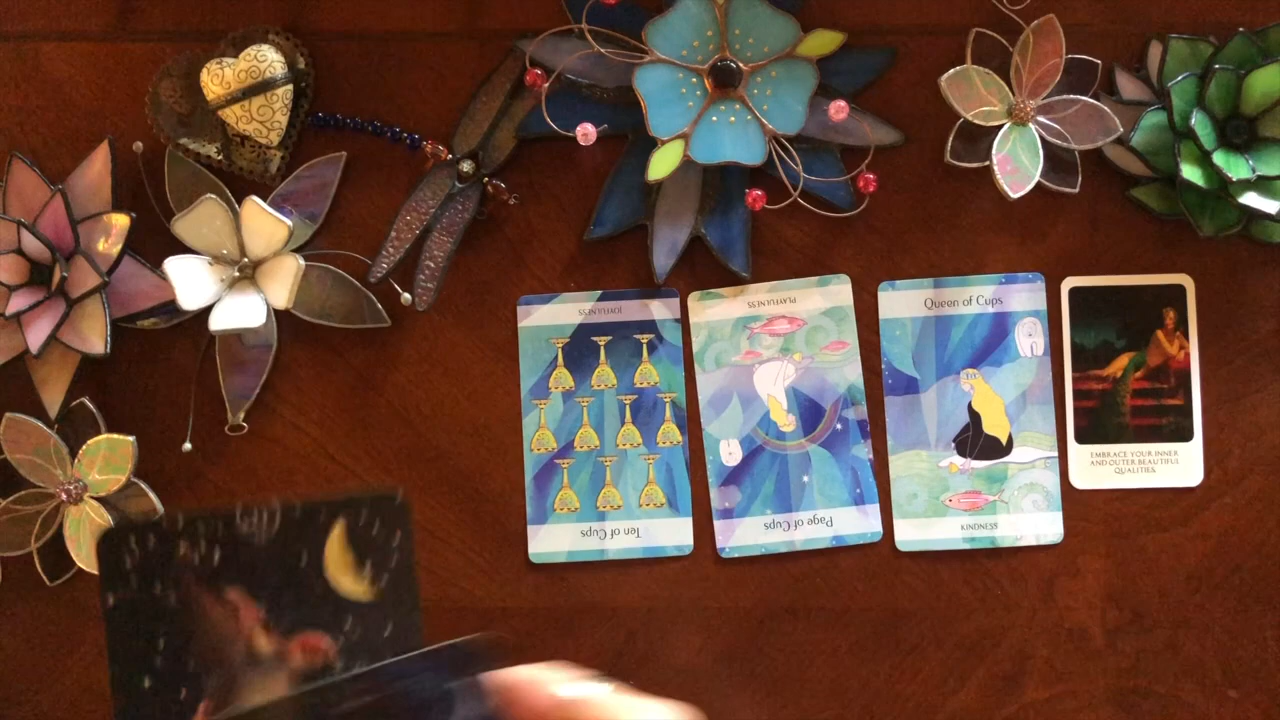 JOYFULNESS
Ten of Cups
PLAYFULNESS
Page of Cups
Queen of Cups
KINDNESS
EMBRACE YOUR INNER
AND OUTER BEAUTIFUL
QUALITIES.